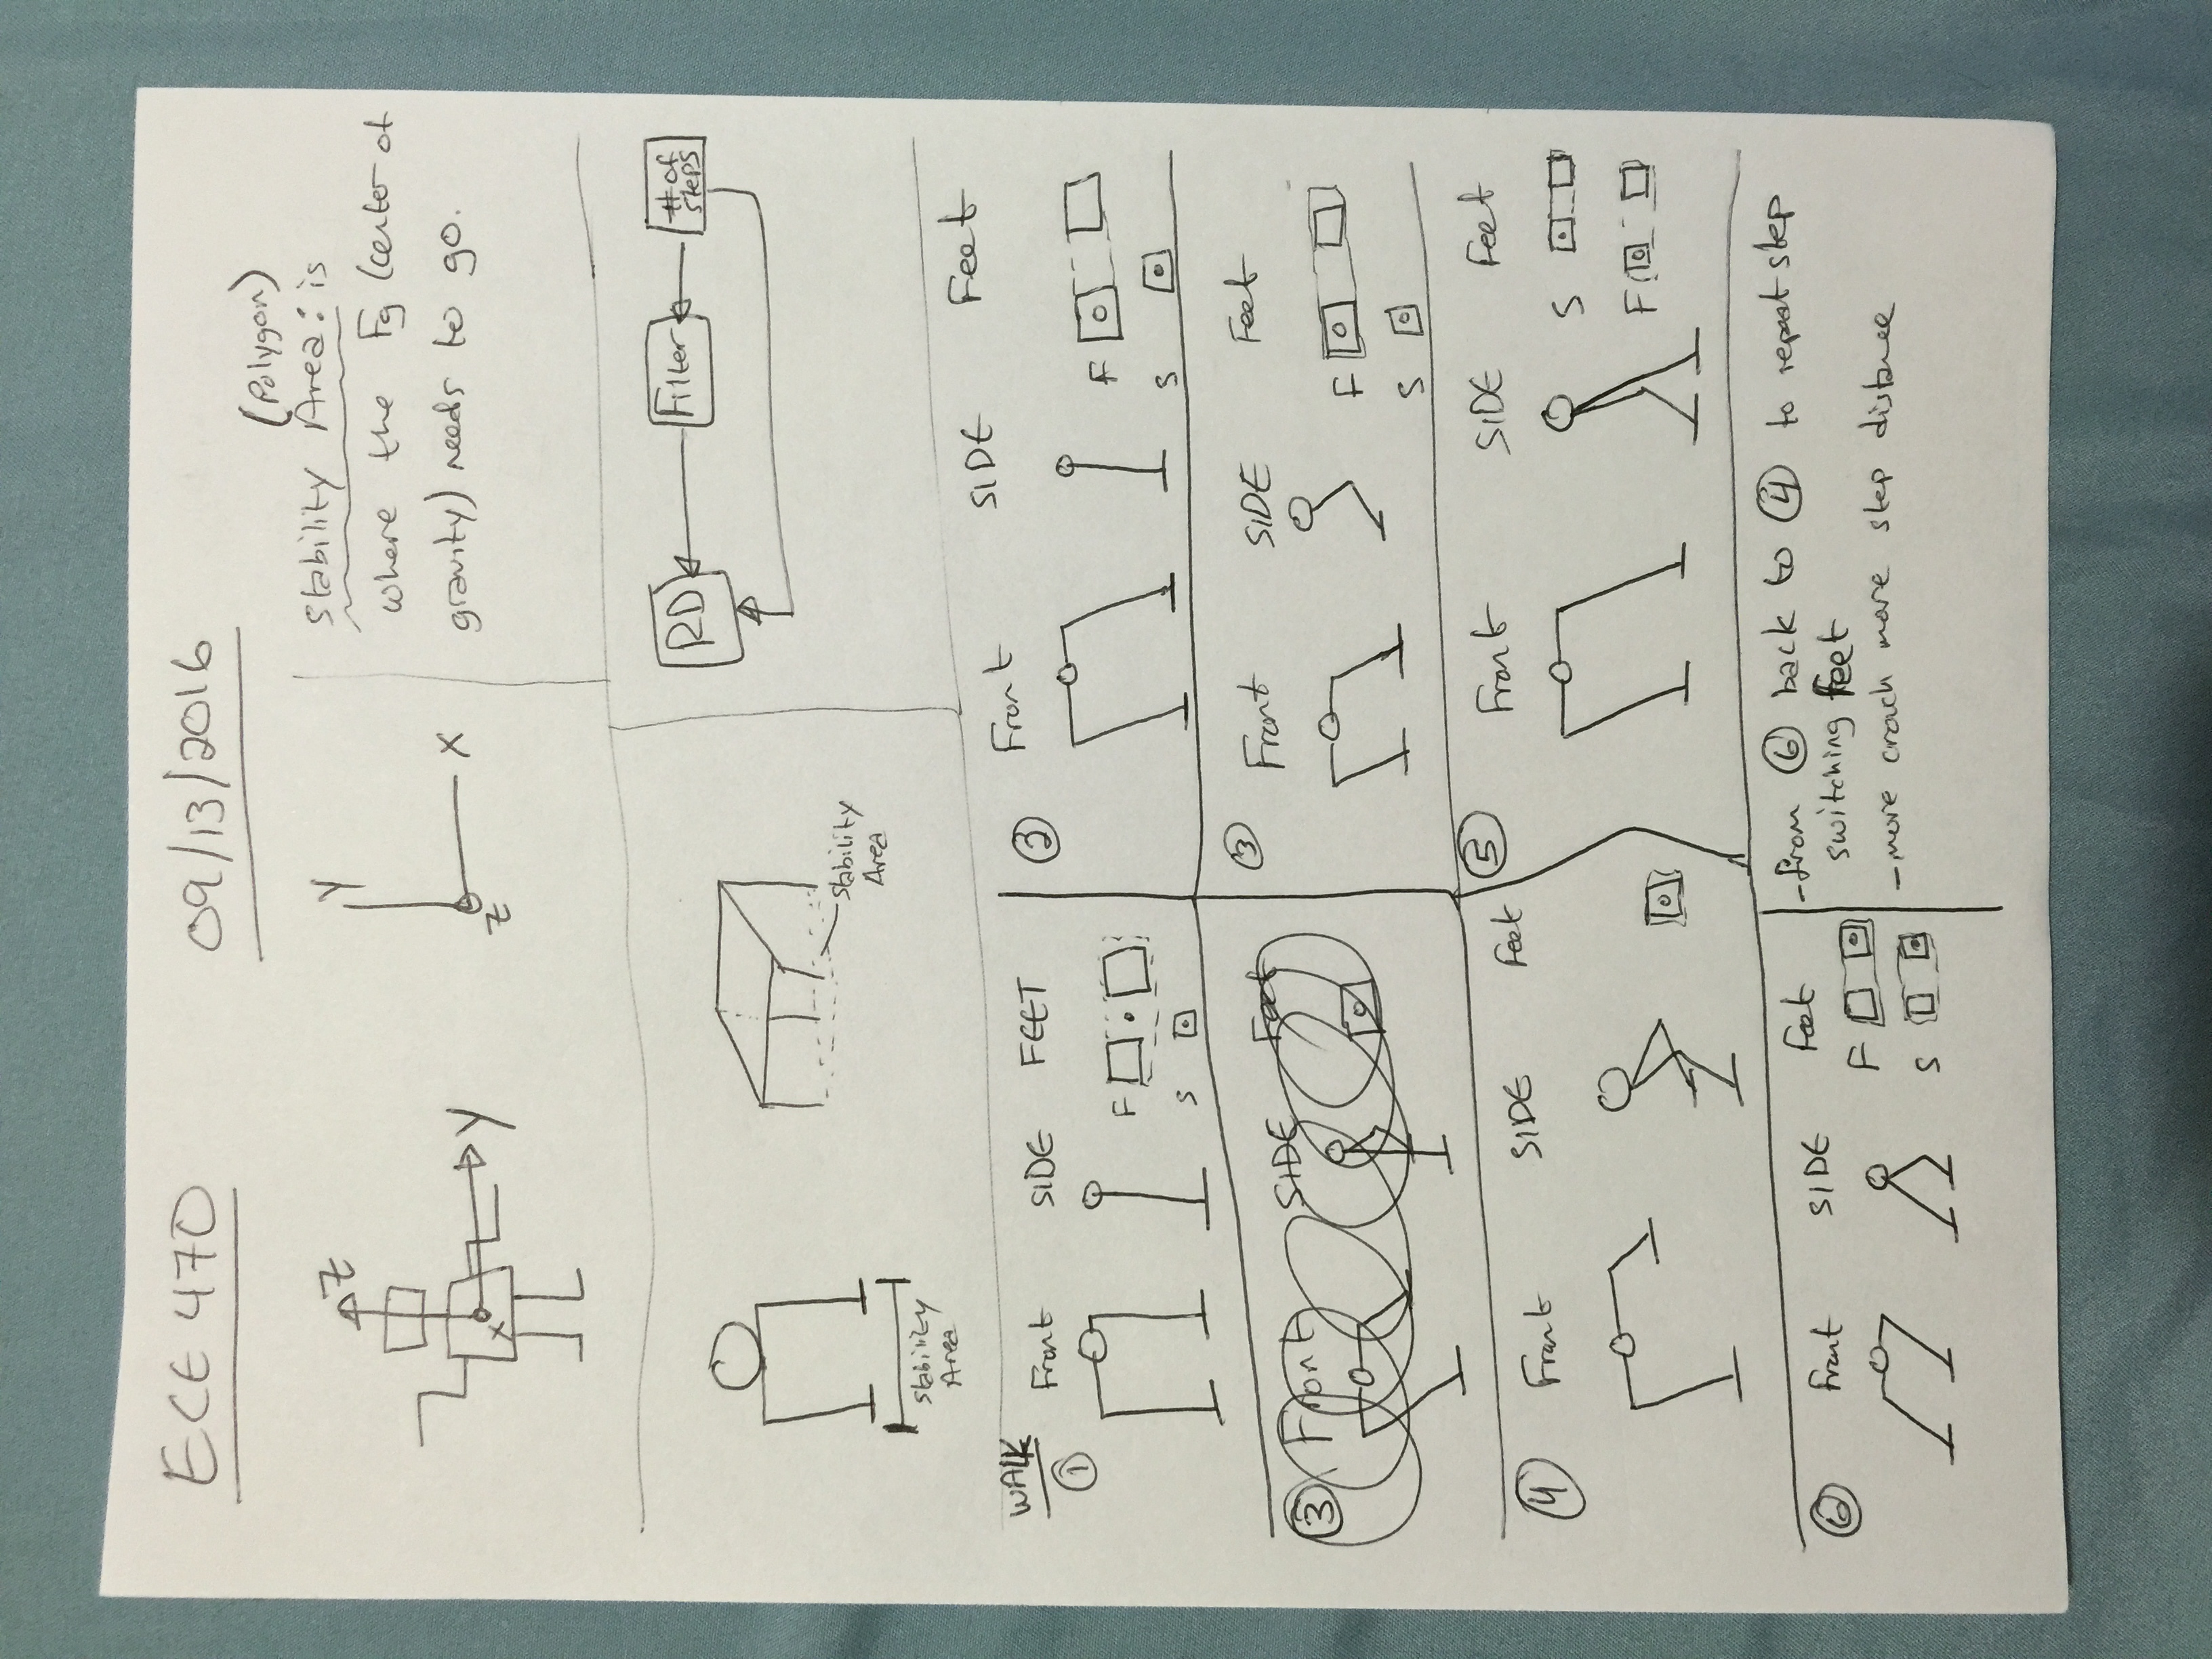 ECE 470
09/13/2016
Z
Y
X
Y
X
Z
(Polygon)
Stability Area: is
where the Fg (center of
gravity) needs to go.
Stability
Area
Stability
Area
RD
Filter
# of
steps
WALK
① Front SIDE FEET
F
S
② Front SIDE Feet
F
S
③ Front SIDE Feet
③ Front SIDE Feet
F
S
④ Front SIDE Feet
⑤ Front SIDE Feet
S
F
⑥ Front SIDE Feet
F
S
-from ⑥ back to ④ to repeat step
switching feet
-more crouch more step distance